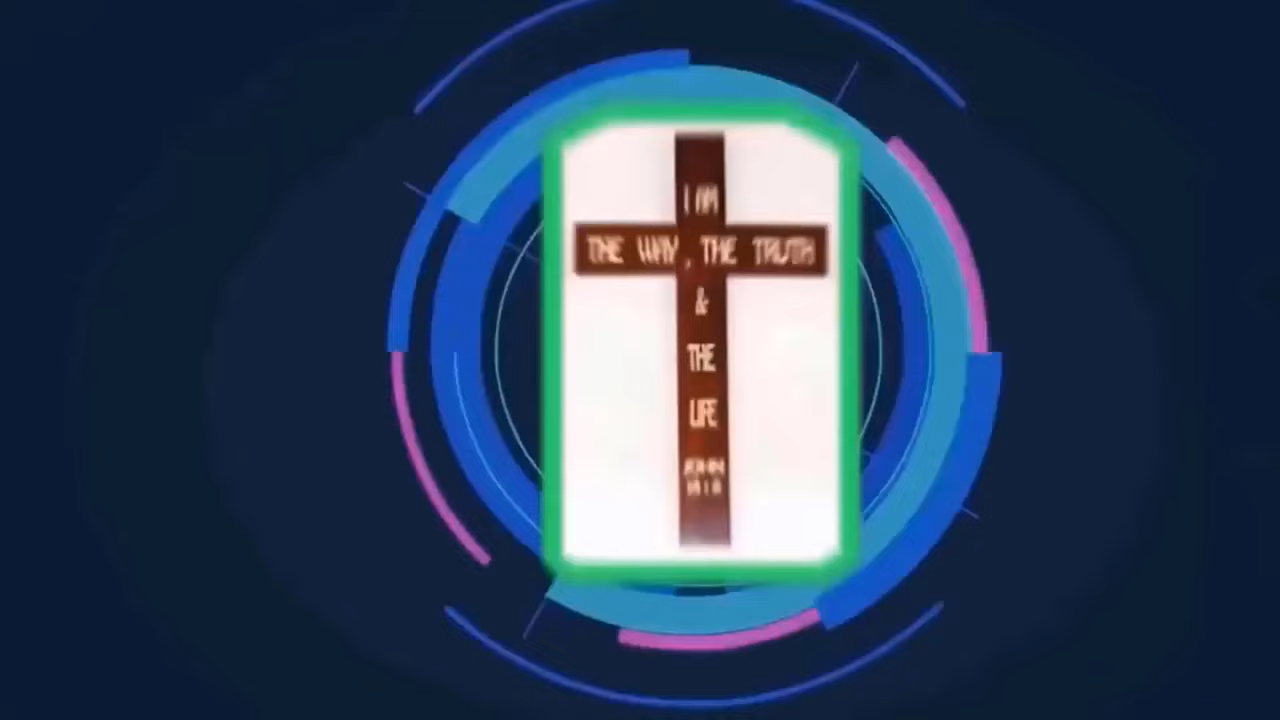 I AM
THE WAY, THE TRUTH
&
THE
LIFE
JOHN